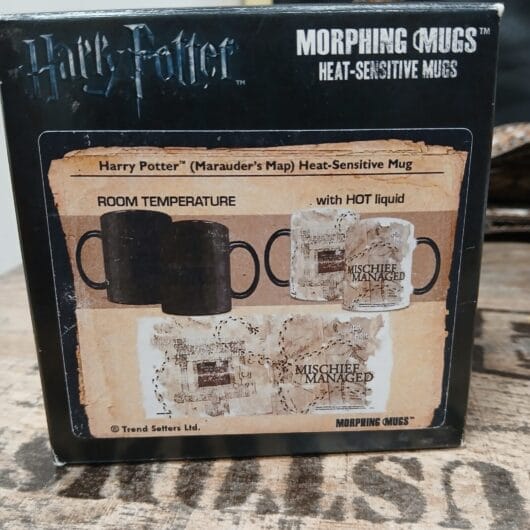 Harry Potter™
MORPHING MUGS™
HEAT-SENSITIVE MUGS
Harry Potter™ (Marauder's Map) Heat-Sensitive Mug
ROOM TEMPERATURE
with HOT liquid
MISCHIEF
MANAGED
MISCHIEF
MANAGED
© Trend Setters Ltd.
MORPHING MUGS™